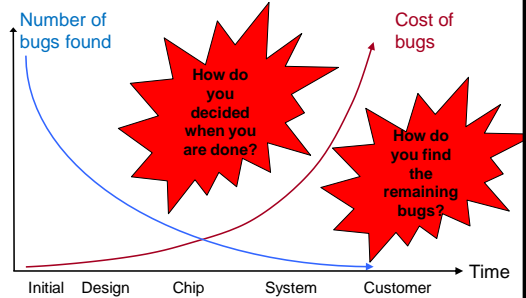 Number of
bugs found
Cost of
bugs
How do
you
decided
when you
are done?
How do
you find
the
remaining
bugs?
Time
Initial Design Chip System Customer